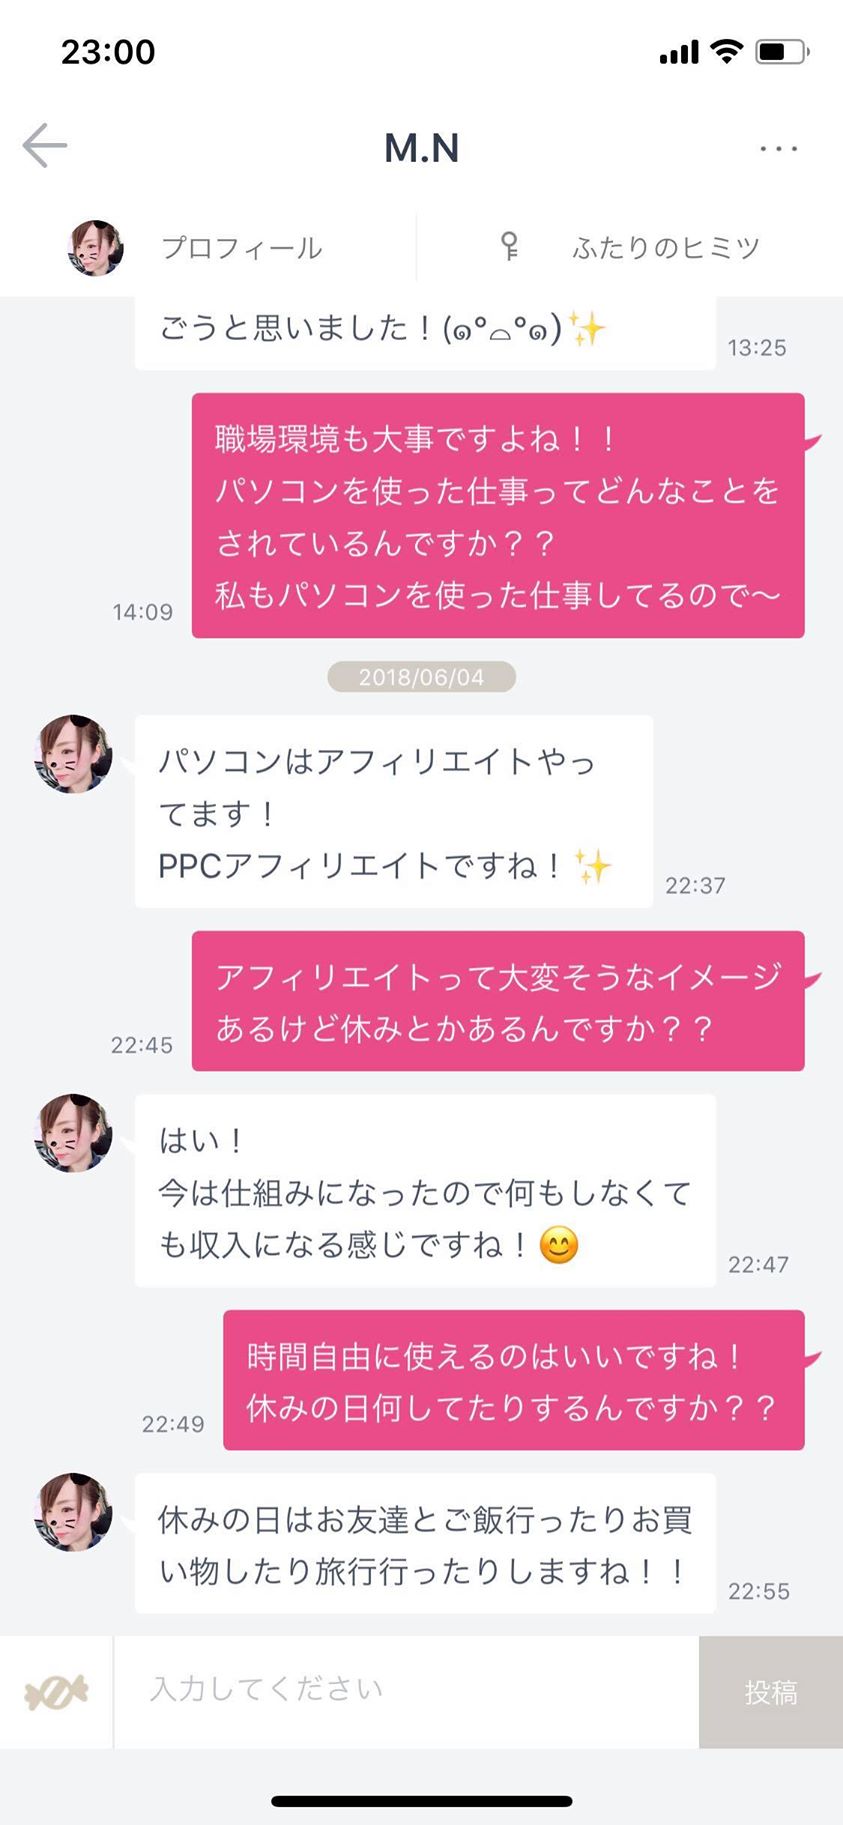 23:00
M.N
...
プロフィール
ふたりのヒミツ
ごうと思いました！(๑°⌓°๑)✨
13:25
職場環境も大事ですよね！！
パソコンを使った仕事ってどんなことを
されているんですか？？
私もパソコンを使った仕事してるので〜
14:09
2018/06/04
パソコンはアフィリエイトやっ
てます！
PPCアフィリエイトですね！✨
22:37
アフィリエイトって大変そうなイメージ
あるけど休みとかあるんですか？？
22:45
はい！
今は仕組みになったので何もしなくて
も収入になる感じですね！😊
22:47
時間自由に使えるのはいいですね！
休みの日何してたりするんですか？？
22:49
休みの日はお友達とご飯行ったりお買
い物したり旅行行ったりしますね！！
22:55
入力してください
投稿